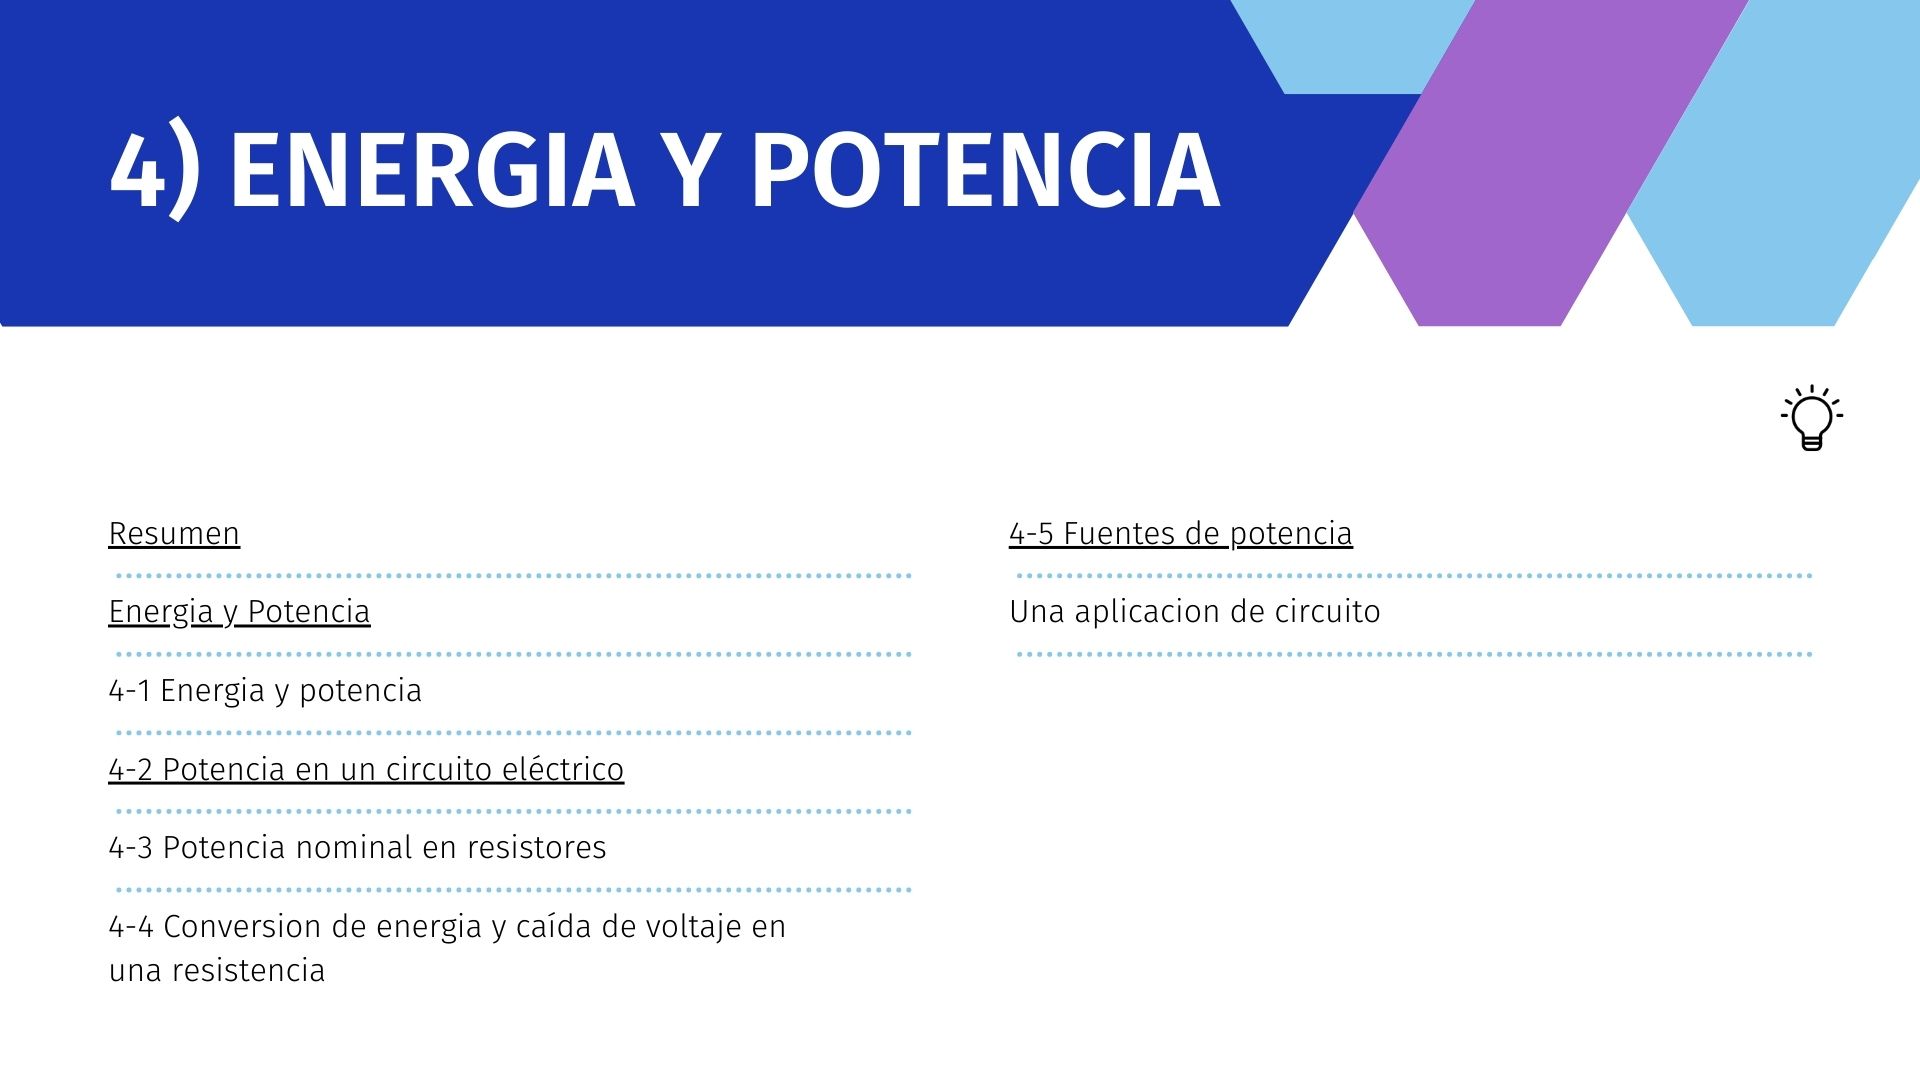 4) ENERGIA Y POTENCIA
Resumen
Energia y Potencia
4-1 Energia y potencia
4-2 Potencia en un circuito eléctrico
4-3 Potencia nominal en resistores
4-4 Conversion de energia y caída de voltaje en
una resistencia
4-5 Fuentes de potencia
Una aplicacion de circuito